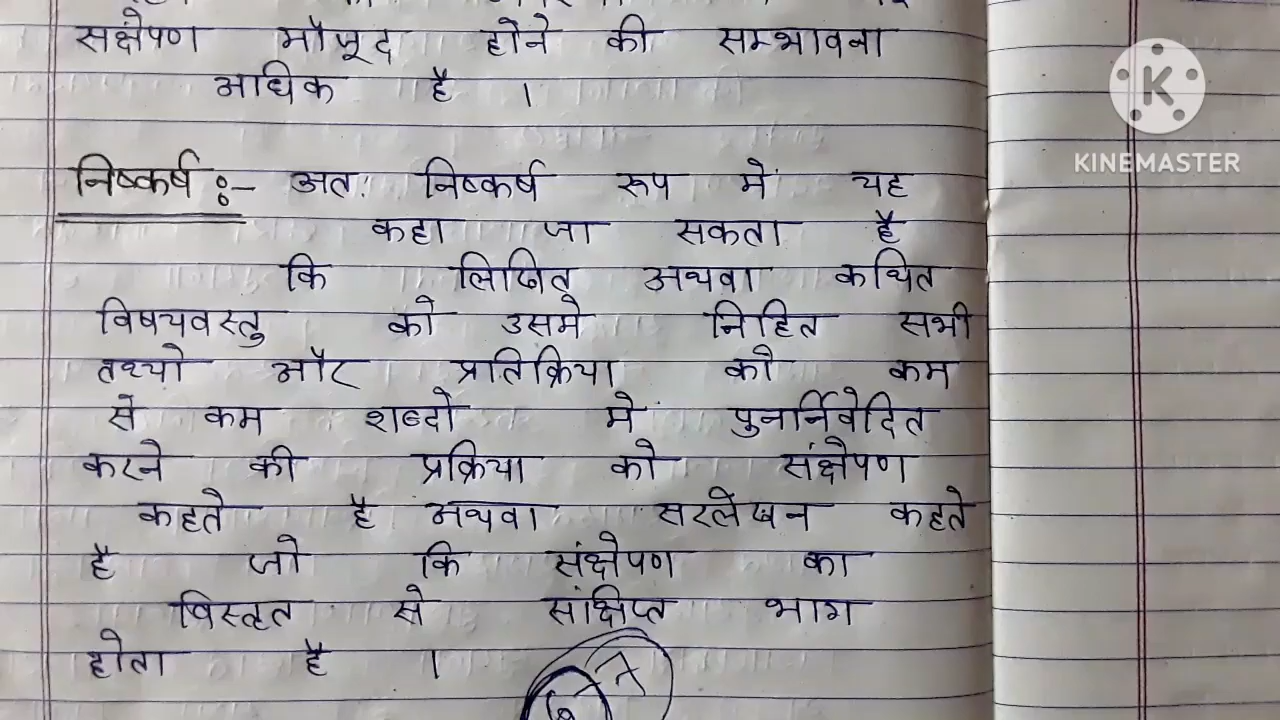 सक्षेपण मौजूद होने की सम्भावना
अधिक है ।
K
KINEMASTER
निष्कर्ष :- अतः निष्कर्ष रूप में यह
कहा जा सकता है
कि लिखित अथवा कथित
विषयवस्तु को उसमे निहित सभी
तथ्यो और प्रतिक्रिया को कम
से कम शब्दो में पुनर्निवेदित
करने की प्रक्रिया को संक्षेपण
कहते है अथवा सरलेखन कहते
है जो कि संक्षेपण का
विस्तृत से संक्षिप्त भाग
होता है ।